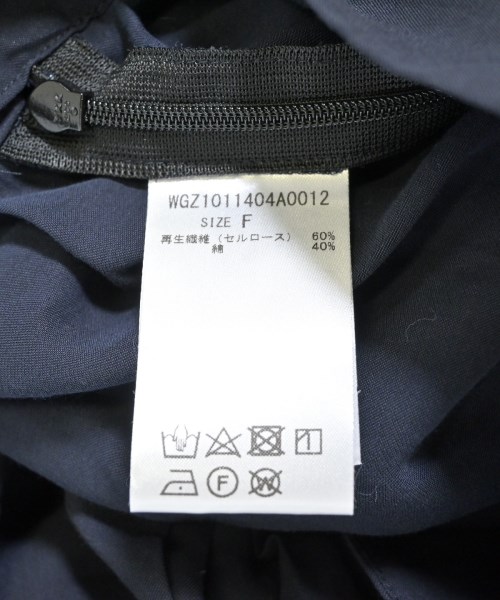 WGZ1011404A0012
SIZE F
再生繊維（セルロース） 60%
綿 40%
F
W